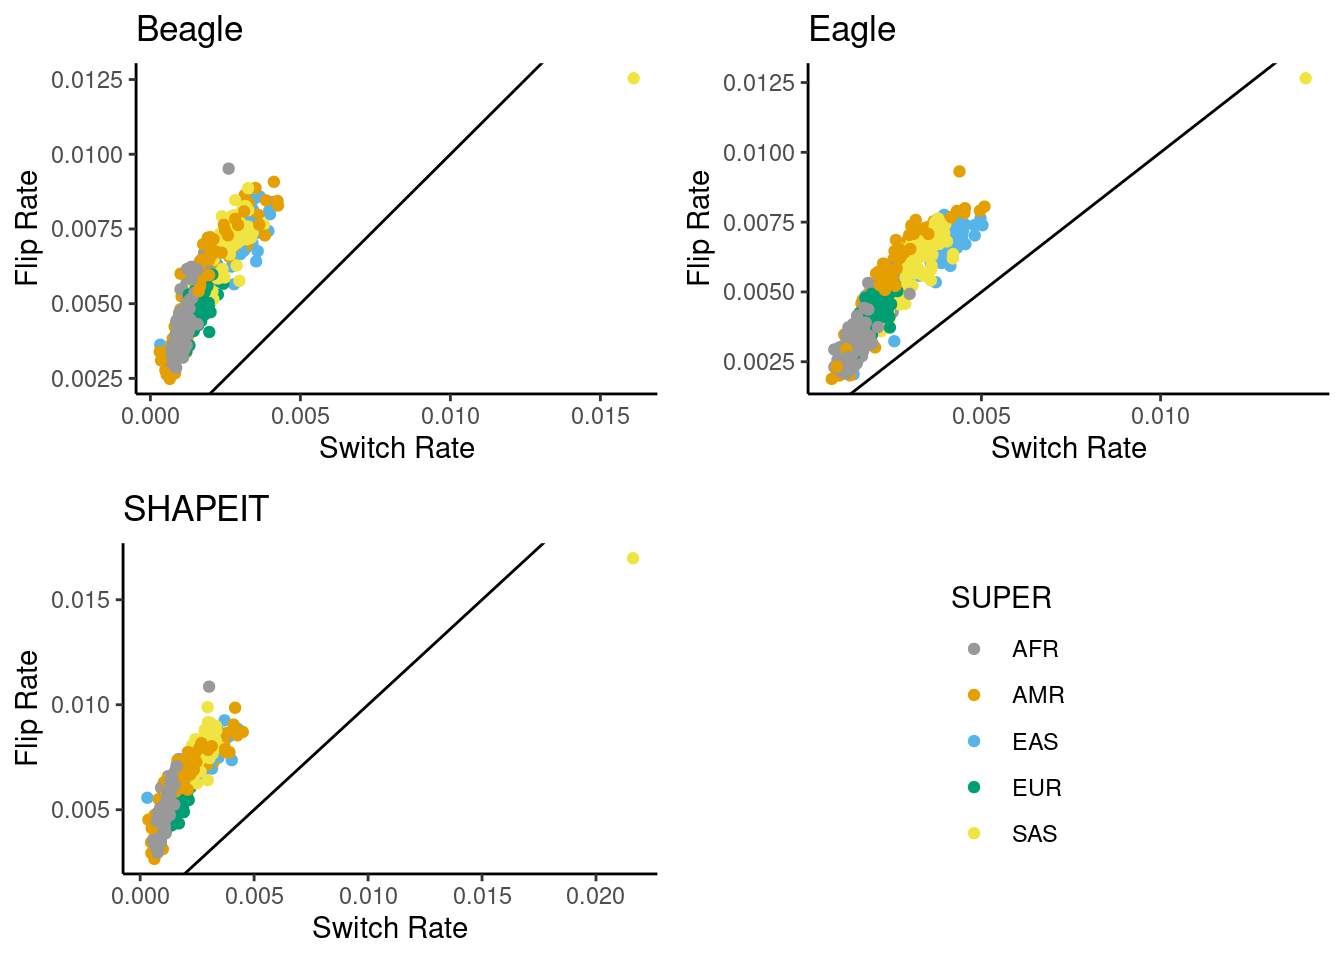 Beagle
Flip Rate
0.0125
0.0100
0.0075
0.0050
0.0025
0.000 0.005 0.010 0.015
Switch Rate
Eagle
Flip Rate
0.0125
0.0100
0.0075
0.0050
0.0025
0.005 0.010
Switch Rate
SHAPEIT
Flip Rate
0.015
0.010
0.005
0.000 0.005 0.010 0.015 0.020
Switch Rate
SUPER
AFR
AMR
EAS
EUR
SAS